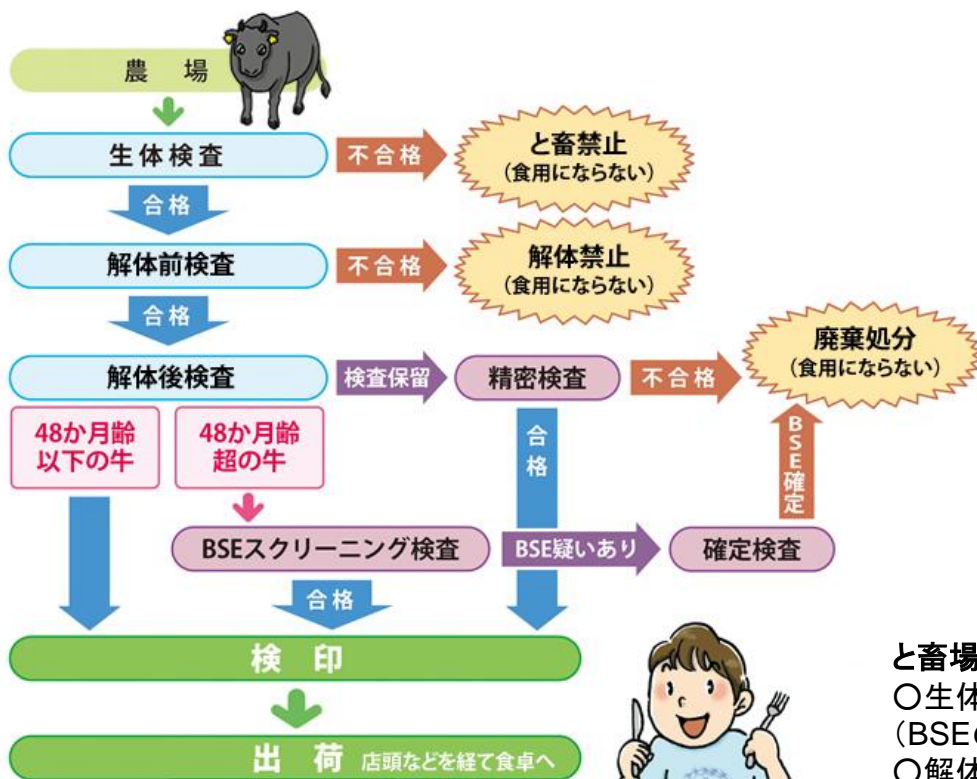 農 場
生体検査
不合格
と畜禁止
(食用にならない)
合格
解体前検査
不合格
解体禁止
(食用にならない)
合格
解体後検査
検査保留
精密検査
不合格
廃棄処分
(食用にならない)
48か月齢
以下の牛
48か月齢
超の牛
合格
BSE確定
BSEスクリーニング検査
BSE疑いあり
確定検査
合格
検 印
出 荷 店頭などを経て食卓へ
と畜場
〇生体
(BSEの
〇解体